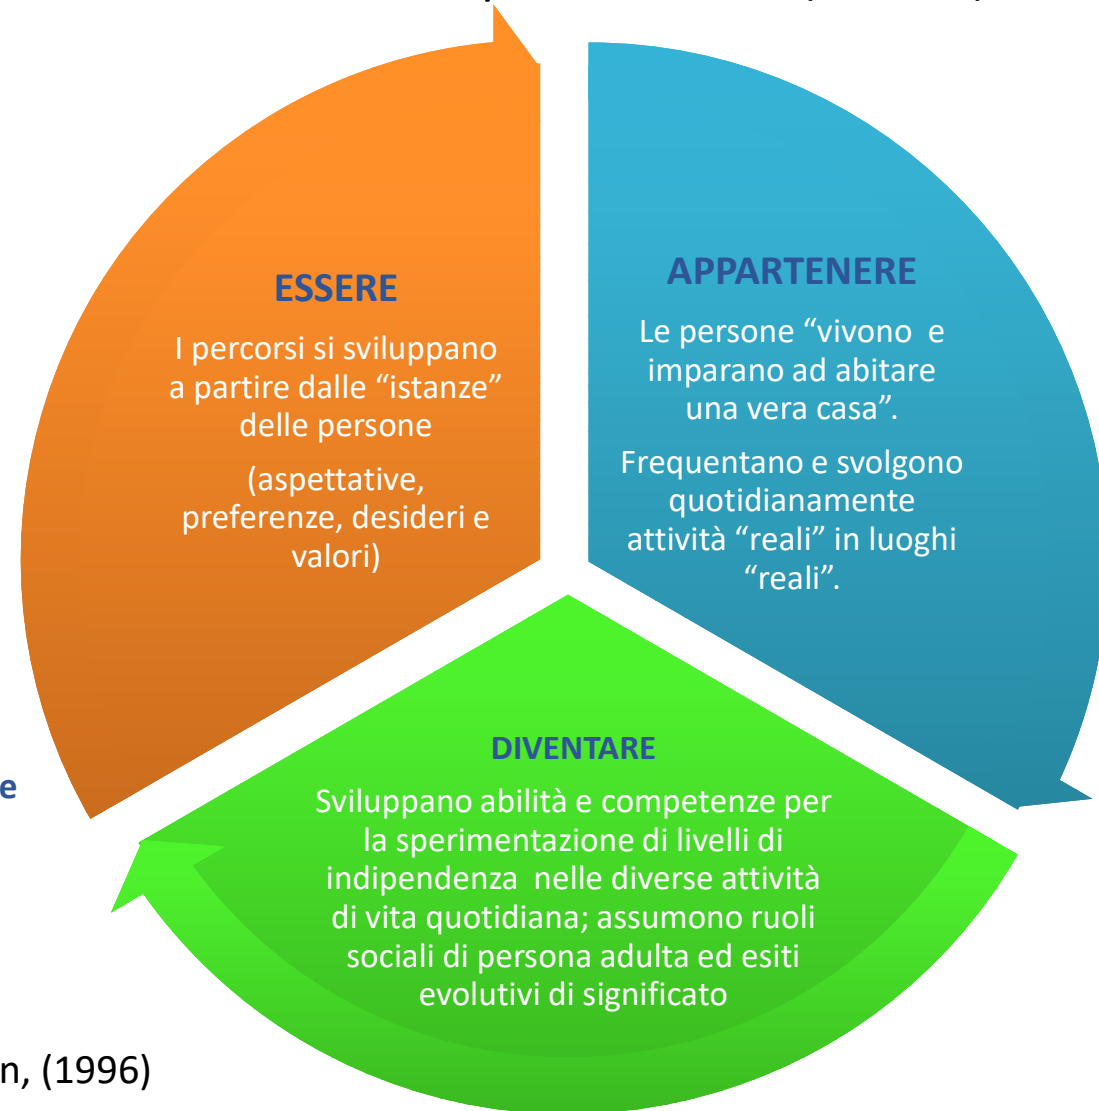 ESSERE
I percorsi si sviluppano
a partire dalle “istanze”
delle persone
(aspettative,
preferenze, desideri e
valori)
APPARTENERE
Le persone “vivono  e
imparano ad abitare
una vera casa”.
Frequentano e svolgono
quotidianamente
attività “reali” in luoghi
“reali”.
DIVENTARE
Sviluppano abilità e competenze per
la sperimentazione di livelli di
indipendenza  nelle diverse attività
di vita quotidiana; assumono ruoli
sociali di persona adulta ed esiti
evolutivi di significato
e
n, (1996)